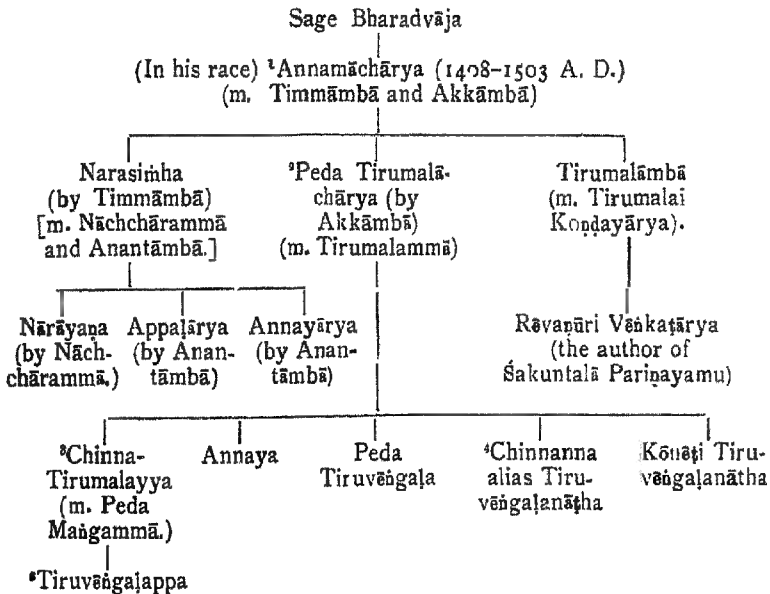 Sage Bharadvāja
(In his race) ¹Annamāchārya (1408-1503 A. D.)
(m. Timmāmbā and Akkāmbā)
Narasiṁha
(by Timmāmbā)
[m. Nāchchārammā
and Anantāmbā.]
²Peda Tirumalā-
chārya (by
Akkāmbā)
(m. Tirumalammā)
Tirumalāmbā
(m. Tirumalai
Koṇḍayārya).
Nārāyaṇa
(by Nāch-
chārammā.)
Appaḷārya
(by Anan-
tāmbā)
Annayārya
(by Anan-
tāmbā)
Rēvaṇūri Vēṅkaṭārya
(the author of
Śakuntalā Pariṇayamu)
³Chinna-
Tirumalayya
(m. Peda
Maṅgammā.)
Annaya
Peda
Tiruvēṅgaḷa
⁴Chinnanna
alias Tiru-
vēṅgaḷanātha
Kōnēṭi Tiru-
vēṅgaḷanātha
Tiruvēṅgaḷappa